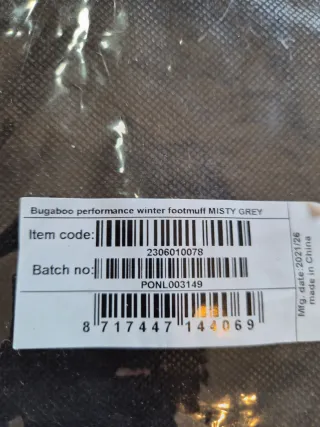 Bugaboo performance winter footmuff MISTY GREY
Item code:
2306010078
Batch no:
PONL003149
8 717447 144069
Mfg. date 2021/26
made in China